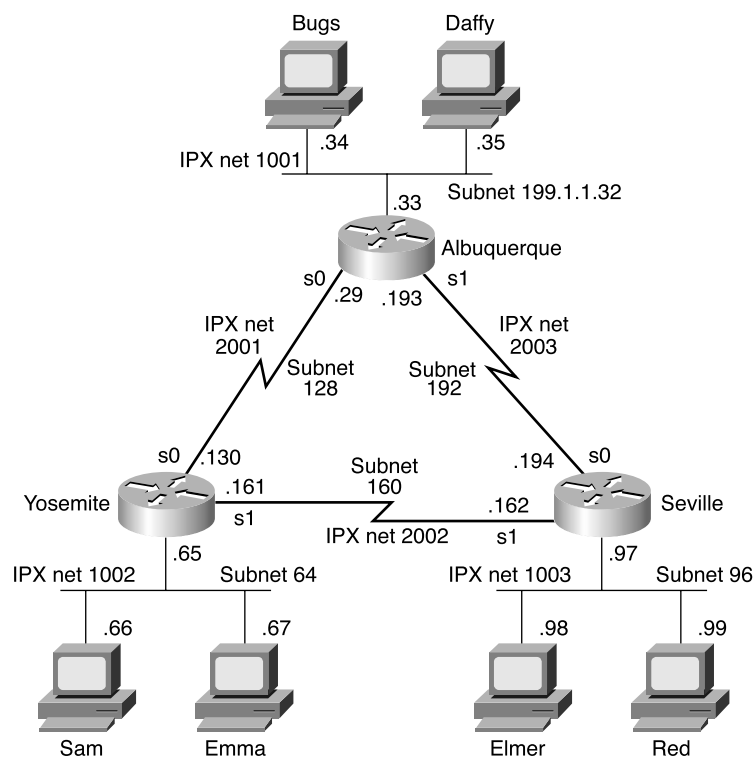 Bugs
Daffy
.34
.35
IPX net 1001
Subnet 199.1.1.32
.33
Albuquerque
s0
.29
.193
s1
IPX net
2001
Subnet
128
IPX net
2003
Subnet
192
s0
.130
.194
s0
Yosemite
.161
s1
Subnet
160
IPX net 2002
.162
s1
Seville
.65
.97
IPX net 1002
Subnet 64
IPX net 1003
Subnet 96
.66
.67
.98
.99
Sam
Emma
Elmer
Red